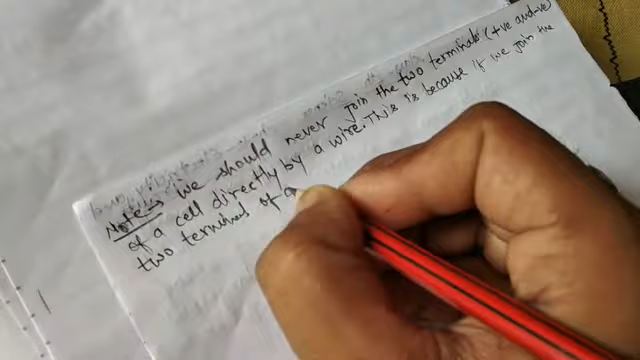 Note→ we should never join the two terminals (+ve and -ve)
of a cell directly by a wire. This is because if we join the
two terminal of a